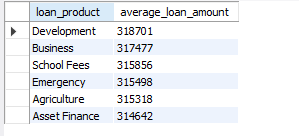 loan_product average_loan_amount
Development 318701
Business 317477
School Fees 315856
Emergency 315498
Agriculture 315318
Asset Finance 314642